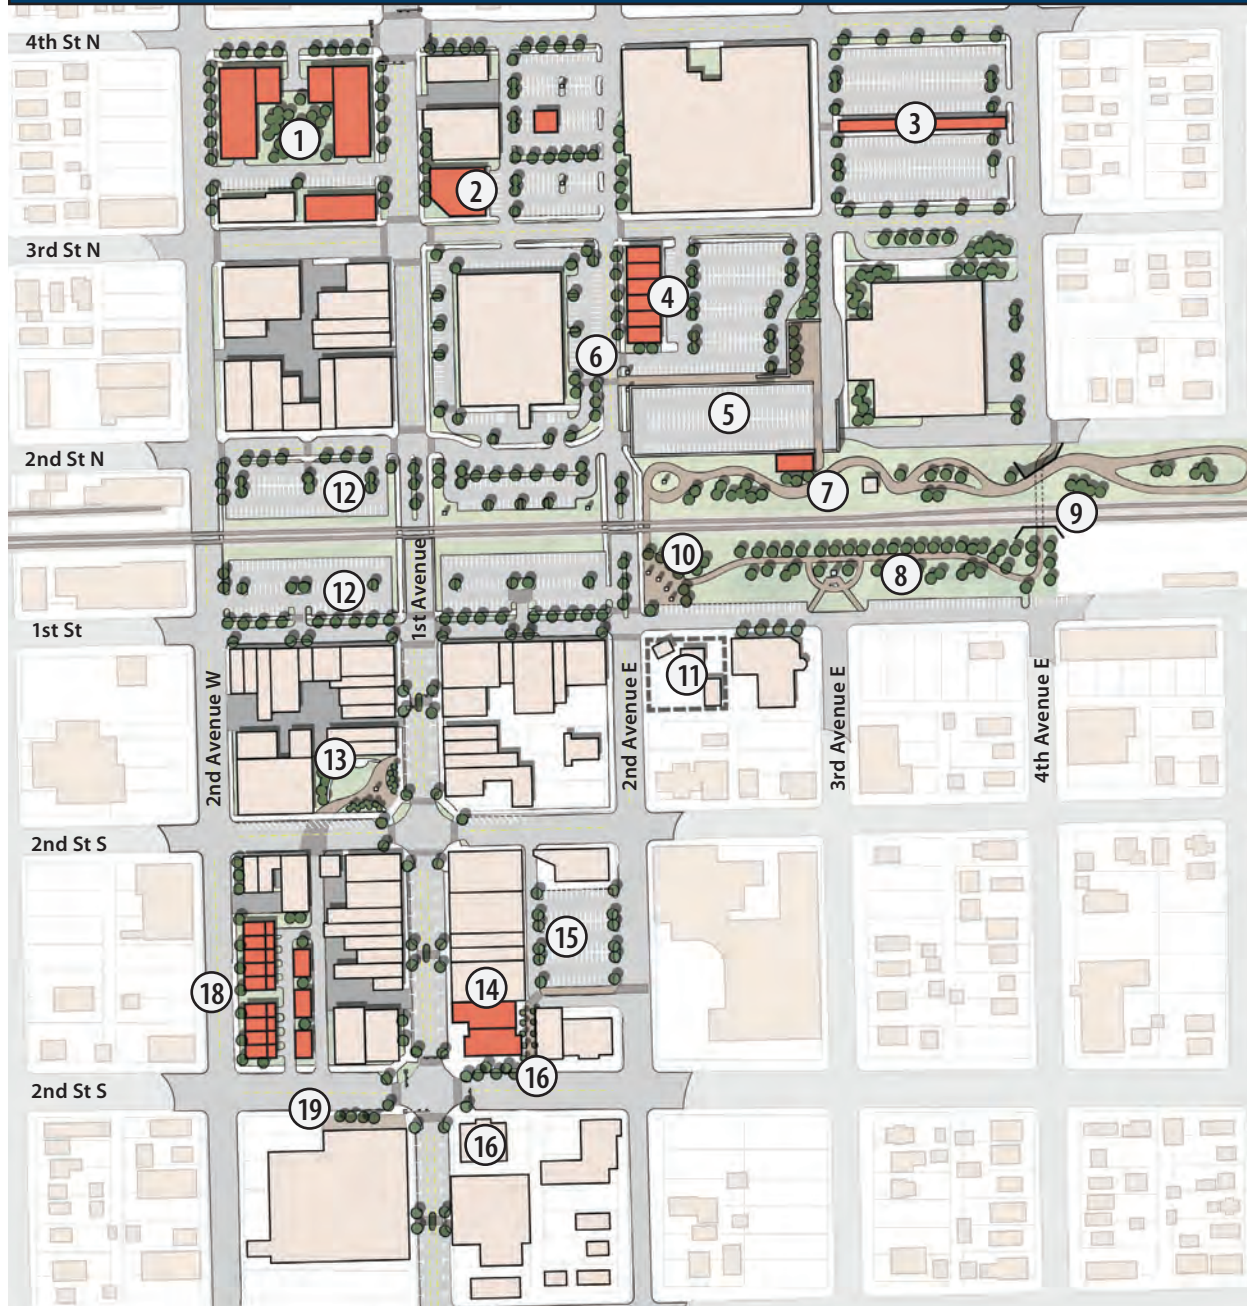 4th St N
1
3
2
3rd St N
4
6
5
2nd St N
12
7
9
10
8
12
1st Avenue
1st St
11
2nd Avenue W
2nd Avenue E
3rd Avenue E
4th Avenue E
13
2nd St S
15
18
14
16
2nd St S
19
16